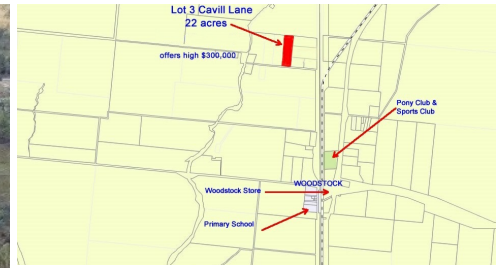 Lot 3 Cavill Lane
22 acres
offers high $300,000
Pony Club &
Sports Club
WOODSTOCK
Woodstock Store
Primary School